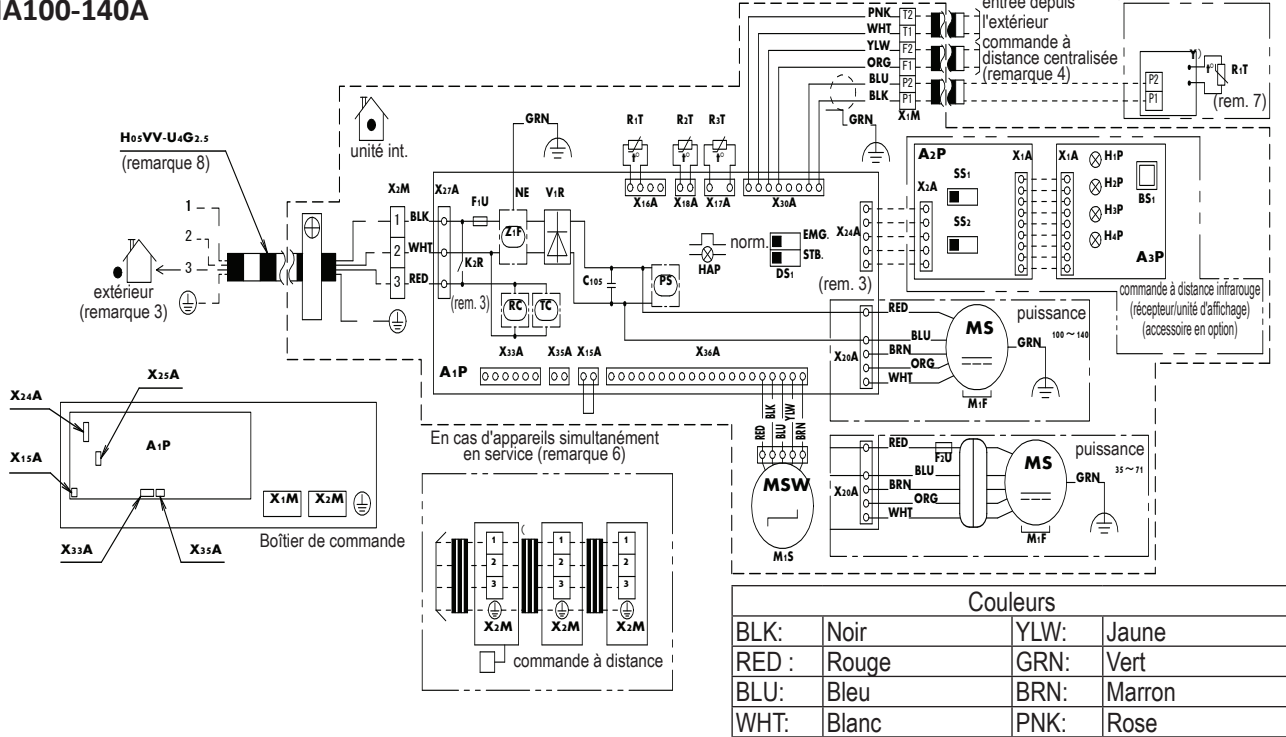 IA100-140A
entrée depuis
l'extérieur
commande à
distance centralisée
(remarque 4)
PNK T2
WHT T1
YLW F2
ORG F1
BLU P2
BLK P1
X1M
GRN
P2
P1
t°
R1T
(rem. 7)
H05VV-U4G2.5
(remarque 8)
unité int.
GRN
R1T R2T R3T
t° t° t°
X16A X18A X17A X30A
1
2
3
extérieur
(remarque 3)
X2M X27A
1 BLK
2 WHT
3 RED
F1U
NE
Z1F
V1R
K2R
(rem. 3)
RC TC
C105
PS
HAP
norm.
EMG.
STB.
DS1
X24A
(rem. 3)
A2P
X2A
SS1
SS2
X1A
X1A
H1P
H2P
H3P
H4P
BS1
A3P
commande à distance infrarouge
(récepteur/unité d'affichage)
(accessoire en option)
A1P
X33A X35A X15A X36A
X20A
RED
BLU
BRN
ORG
WHT
MS
M1F
GRN
puissance
100~140
RED
BLK
BLU
YLW
BRN
MSW
M1S
X20A
RED
F2U
BLU
BRN
ORG
WHT
MS
M1F
GRN
puissance
35~71
X24A
X25A
X15A
A1P
X1M X2M
X33A
X35A
Boîtier de commande
En cas d'appareils simultanément
en service (remarque 6)
1 1 1
2 2 2
3 3 3
X2M X2M X2M
commande à distance
Couleurs
BLK: Noir YLW: Jaune
RED : Rouge GRN: Vert
BLU: Bleu BRN: Marron
WHT: Blanc PNK: Rose